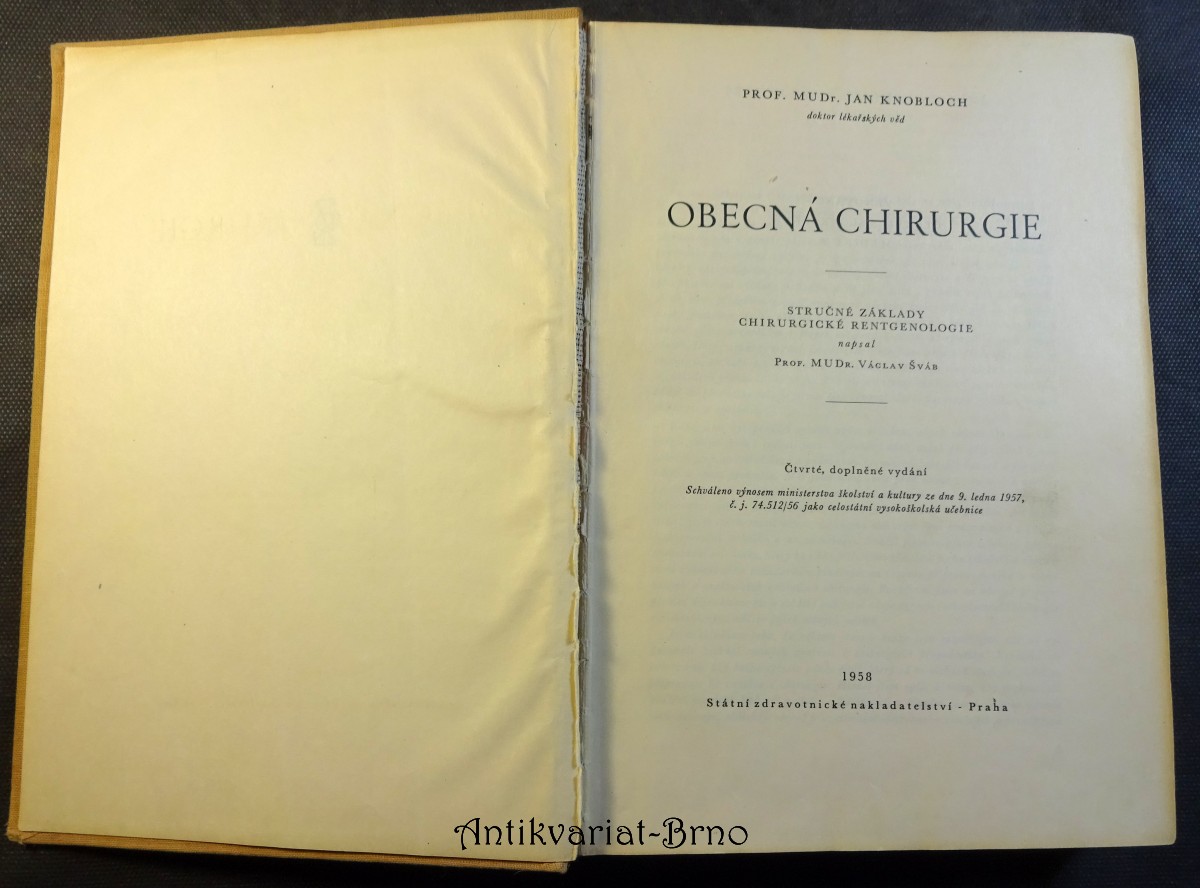 PROF. MUDr. JAN KNOBLOCH
doktor lékařských věd
OBECNÁ CHIRURGIE
STRUČNÉ ZÁKLADY
CHIRURGICKÉ RENTGENOLOGIE
napsal
PROF. MUDR. VÁCLAV ŠVÁB
Čtvrté, doplněné vydání
Schváleno výnosem ministerstva školství a kultury ze dne 9. ledna 1957,
č. j. 74.512/56 jako celostátní vysokoškolská učebnice
1958
Státní zdravotnické nakladatelství - Praha
Antikvariat-Brno